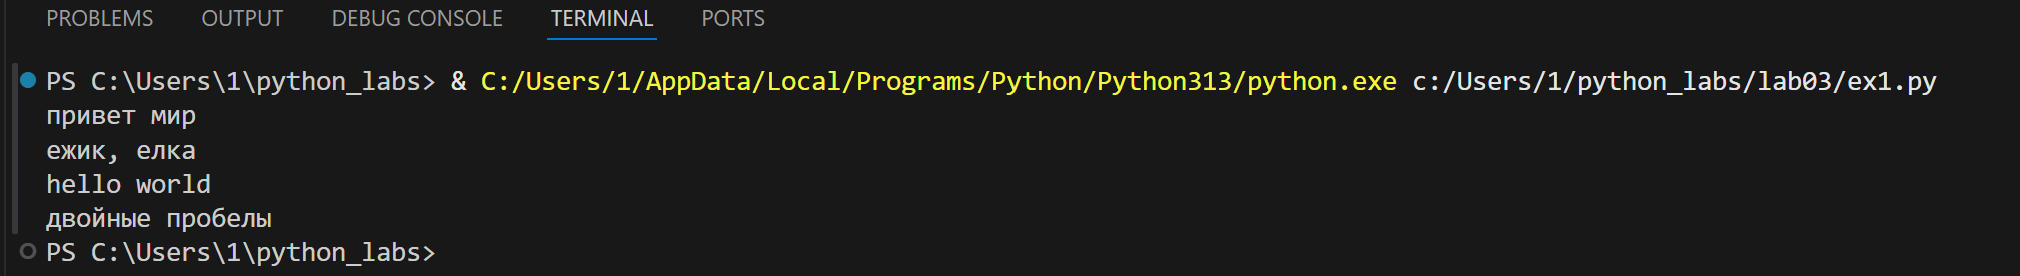 PROBLEMS OUTPUT DEBUG CONSOLE TERMINAL PORTS
PS C:\Users\1\python_labs> & C:/Users/1/AppData/Local/Programs/Python/Python313/python.exe c:/Users/1/python_labs/lab03/ex1.py
привет мир
ежик, елка
hello world
двойные пробелы
PS C:\Users\1\python_labs>